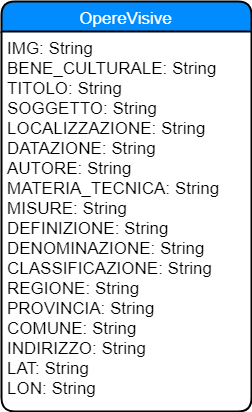 OpereVisive
IMG: String
BENE_CULTURALE: String
TITOLO: String
SOGGETTO: String
LOCALIZZAZIONE: String
DATAZIONE: String
AUTORE: String
MATERIA_TECNICA: String
MISURE: String
DEFINIZIONE: String
DENOMINAZIONE: String
CLASSIFICAZIONE: String
REGIONE: String
PROVINCIA: String
COMUNE: String
INDIRIZZO: String
LAT: String
LON: String